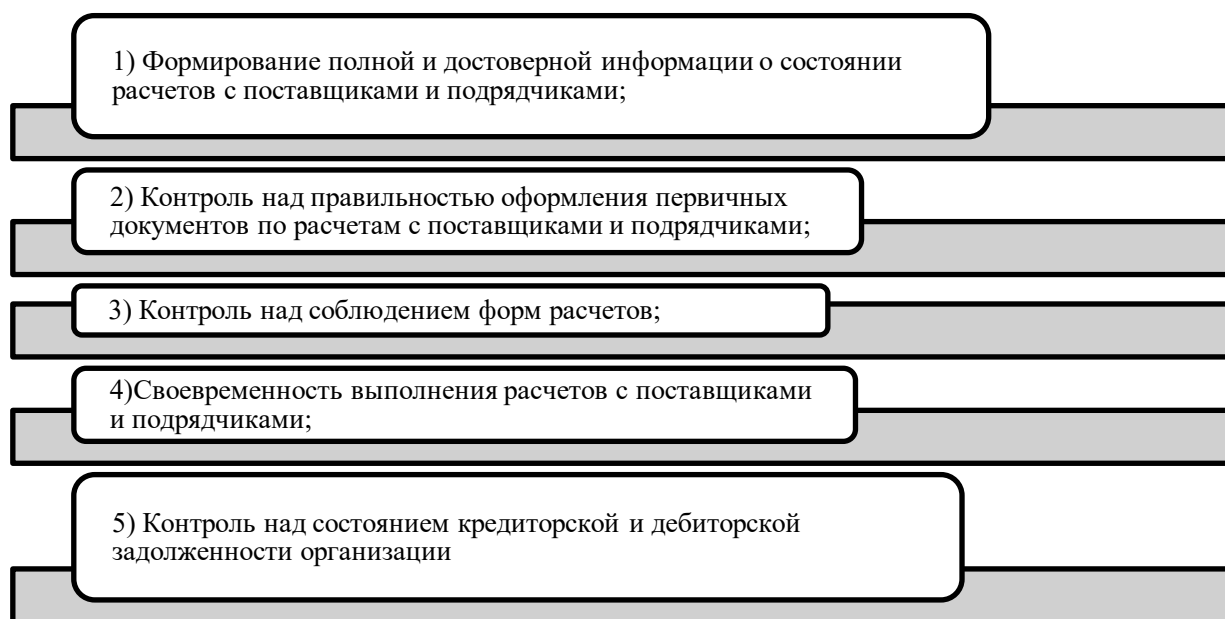 1) Формирование полной и достоверной информации о состоянии
расчетов с поставщиками и подрядчиками;
2) Контроль над правильностью оформления первичных
документов по расчетам с поставщиками и подрядчиками;
3) Контроль над соблюдением форм расчетов;
4)Своевременность выполнения расчетов с поставщиками
и подрядчиками;
5) Контроль над состоянием кредиторской и дебиторской
задолженности организации